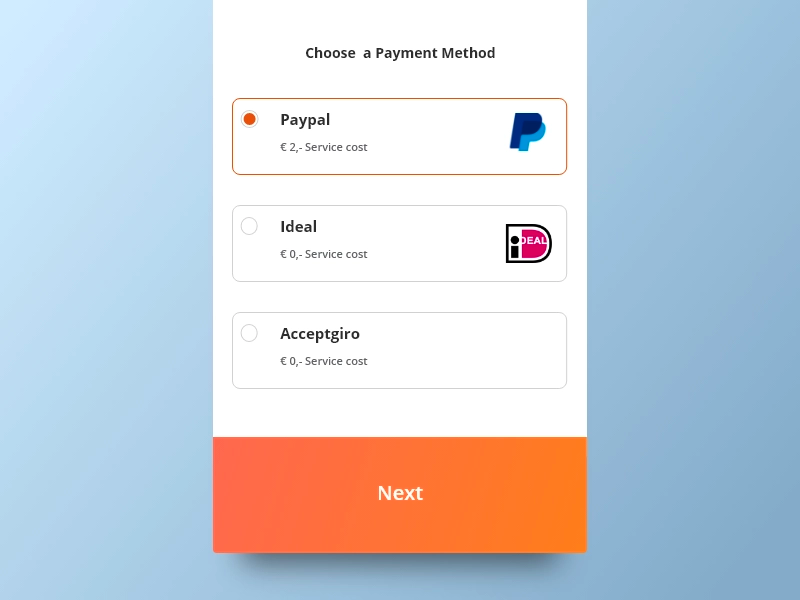 Choose  a Payment Method
Paypal
€ 2,- Service cost
Ideal
€ 0,- Service cost
iDEAL
Acceptgiro
€ 0,- Service cost
Next